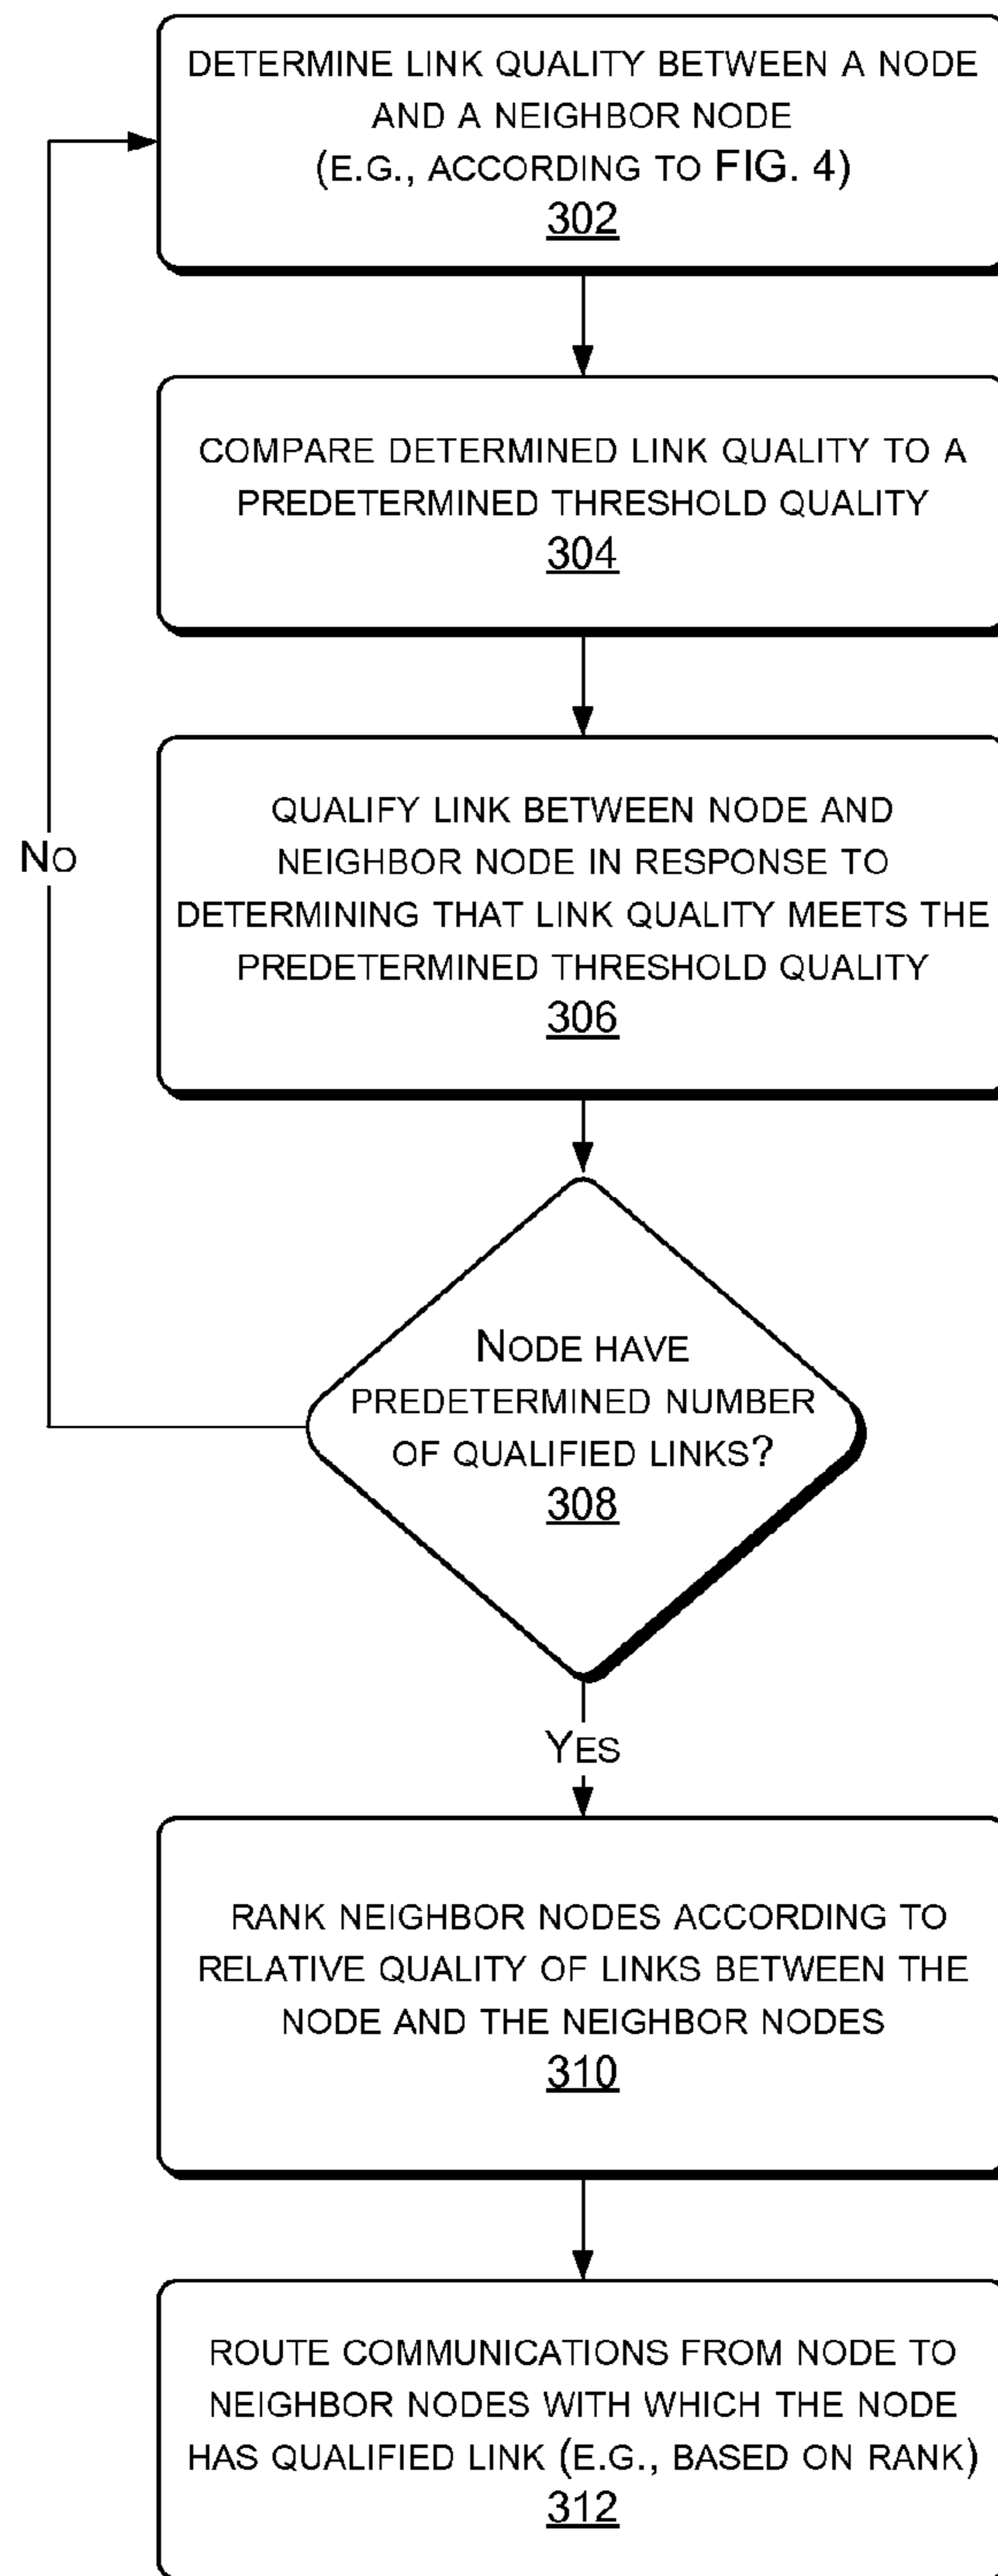 DETERMINE LINK QUALITY BETWEEN A NODE
AND A NEIGHBOR NODE
(E.G., ACCORDING TO FIG. 4)
302
COMPARE DETERMINED LINK QUALITY TO A
PREDETERMINED THRESHOLD QUALITY
304
QUALIFY LINK BETWEEN NODE AND
NEIGHBOR NODE IN RESPONSE TO
DETERMINING THAT LINK QUALITY MEETS THE
PREDETERMINED THRESHOLD QUALITY
306
NO
NODE HAVE
PREDETERMINED NUMBER
OF QUALIFIED LINKS?
308
YES
RANK NEIGHBOR NODES ACCORDING TO
RELATIVE QUALITY OF LINKS BETWEEN THE
NODE AND THE NEIGHBOR NODES
310
ROUTE COMMUNICATIONS FROM NODE TO
NEIGHBOR NODES WITH WHICH THE NODE
HAS QUALIFIED LINK (E.G., BASED ON RANK)
312